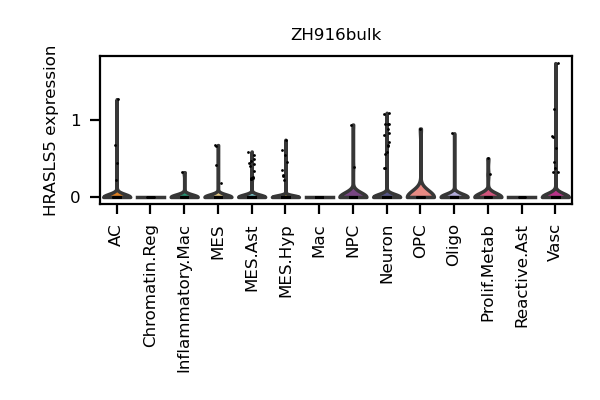 ZH916bulk
HRASLS5 expression
1
0
AC
Chromatin.Reg
Inflammatory.Mac
MES
MES.Ast
MES.Hyp
Mac
NPC
Neuron
OPC
Oligo
Prolif.Metab
Reactive.Ast
Vasc